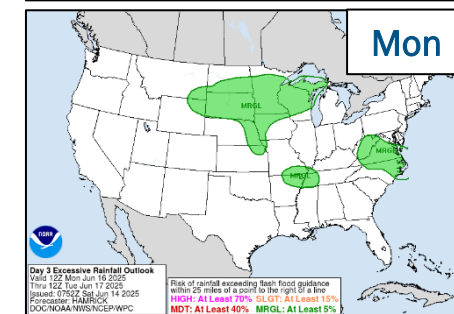 Mon
MRGL
MRGL
MRGL
NOAA
Day 3 Excessive Rainfall Outlook
Valid 12Z Mon Jun 16 2025
Thru 12Z Tue Jun 17 2025
Issued: 0752Z Sat Jun 14 2025
Forecaster: HAMRICK
DOC/NOAA/NWS/NCEP/WPC
Risk of rainfall exceeding flash flood guidance
within 25 miles of a point to the right of a line
HIGH: At Least 70% SLGT: At Least 15%
MDT: At Least 40% MRGL: At Least 5%